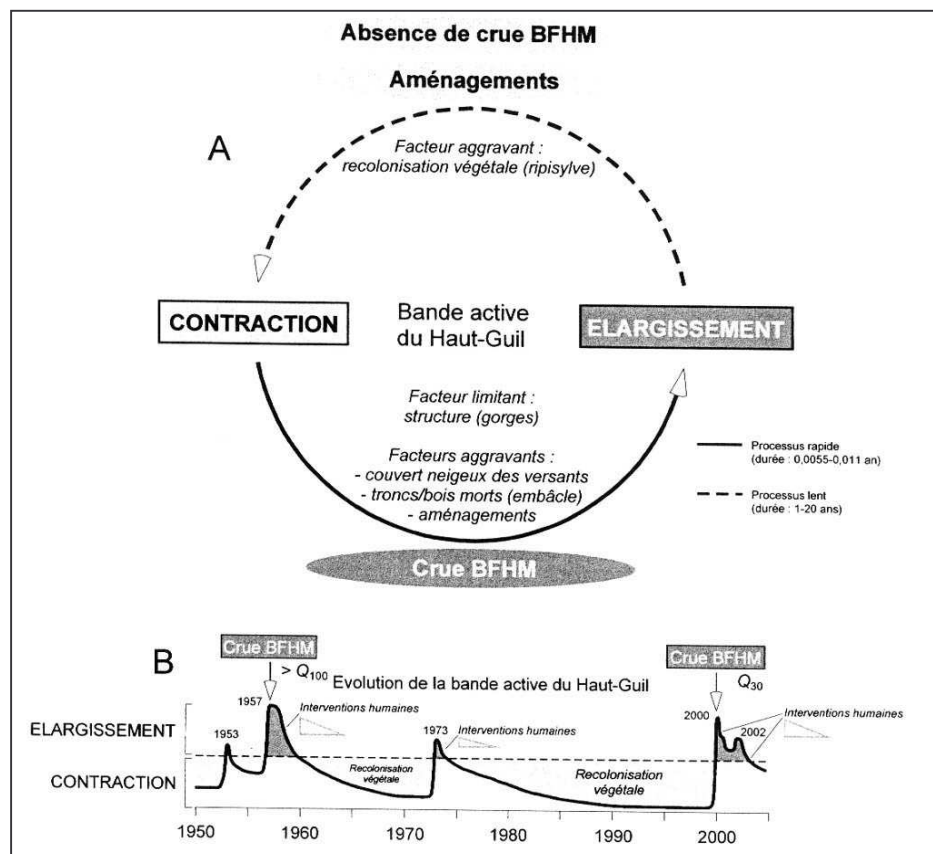 Absence de crue BFHM
Aménagements
A
Facteur aggravant :
recolonisation végétale (ripisylve)
CONTRACTION
Bande active
du Haut-Guil
ELARGISSEMENT
Facteur limitant :
structure (gorges)
Facteurs aggravants :
- couvert neigeux des versants
- troncs/bois morts (embâcle)
- aménagements
Processus rapide
(durée : 0,0055-0,011 an)
Processus lent
(durée : 1-20 ans)
Crue BFHM
B
Crue BFHM
> Q100
Evolution de la bande active du Haut-Guil
Crue BFHM
Q30
ELARGISSEMENT
CONTRACTION
1953
1957
Interventions humaines
Recolonisation
végétale
1973
Interventions humaines
Recolonisation
végétale
2000
2002
Interventions humaines
1950 1960 1970 1980 1990 2000